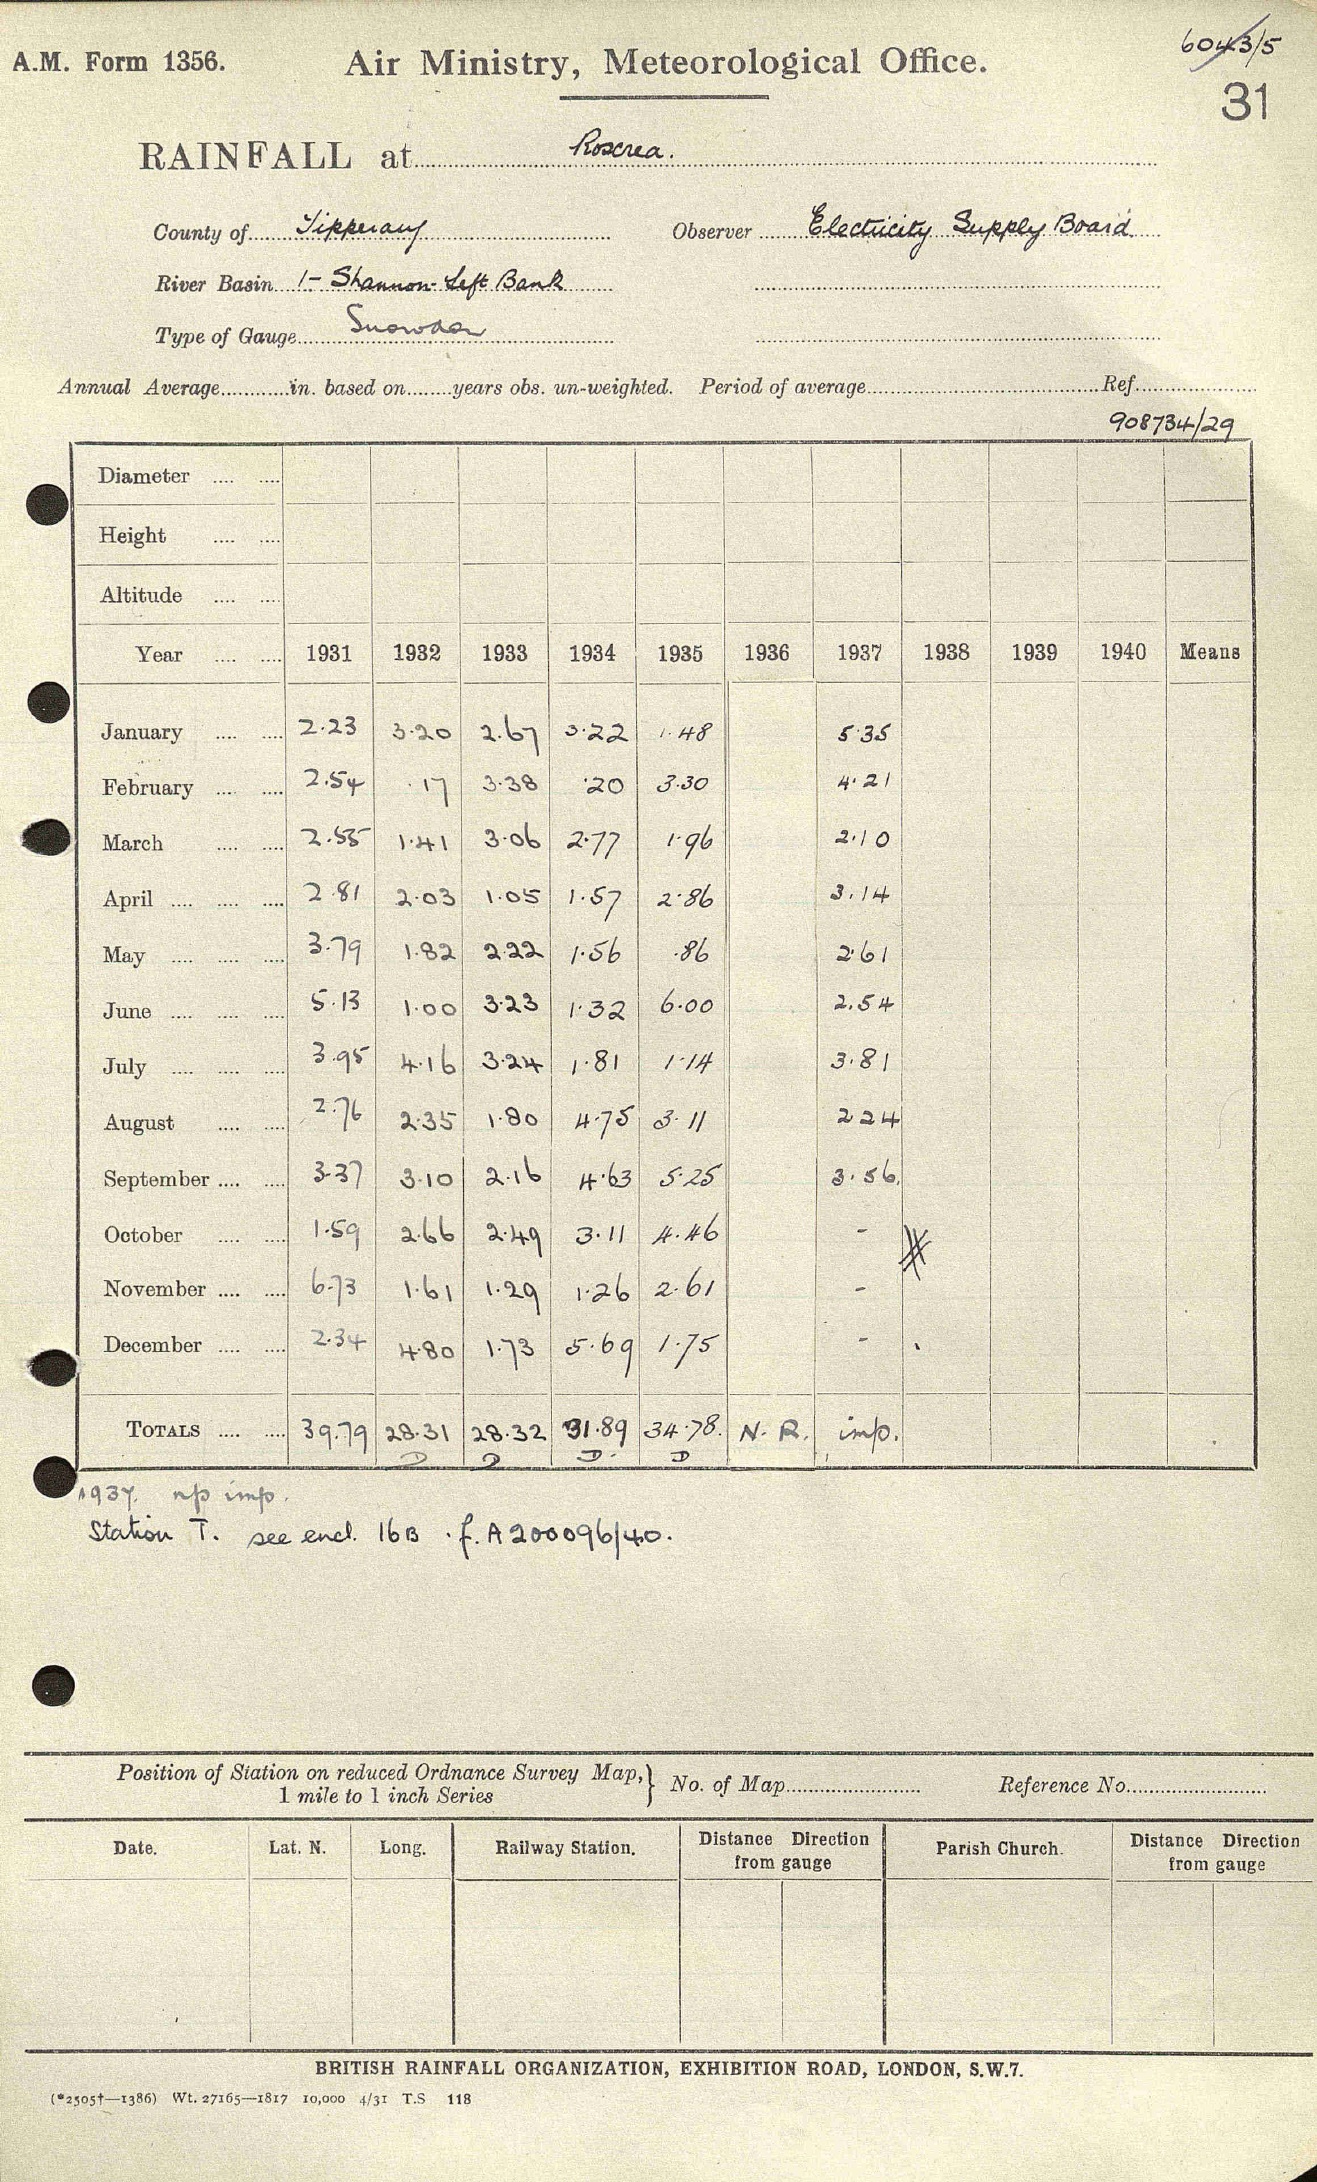 6043/5
A.M. Form 1356.
Air Ministry, Meteorological Office.
31
RAINFALL at Roscrea.
County of Tipperary Observer Electricity Supply Board
River Basin 1- Shannon-Left Bank
Type of Gauge Snowdon
Annual Average in. based on years obs. un-weighted. Period of average Ref.
908734/29
Diameter
Height
Altitude
Year 1931 1932 1933 1934 1935 1936 1937 1938 1939 1940 Means
January 2.23 3.20 2.67 3.22 1.48 5.35
February 2.54 .17 3.38 .20 3.30 4.21
March 2.55 1.41 3.06 2.77 1.96 2.10
April 2.81 2.03 1.05 1.57 2.86 3.14
May 3.79 1.82 2.22 1.56 .86 2.61
June 5.13 1.00 3.23 1.32 6.00 2.54
July 3.95 4.16 3.24 1.81 1.14 3.81
August 2.76 2.35 1.80 4.75 3.11 2.24
September 3.37 3.10 2.16 4.63 5.25 3.56
October 1.59 2.66 2.49 3.11 4.46 -
November 6.73 1.61 1.29 1.26 2.61 -
December 2.34 4.80 1.73 5.69 1.75 -
TOTALS 39.79 28.31 28.32 31.89 34.78. N.R. imp.
D D D D
1937. np imp.
Station T. see encl. 16B. f. A200096/40.
Position of Station on reduced Ordnance Survey Map, } No. of Map Reference No.
1 mile to 1 inch Series
Date. Lat. N. Long. Railway Station. Distance Direction Parish Church. Distance Direction
from gauge from gauge
BRITISH RAINFALL ORGANIZATION, EXHIBITION ROAD, LONDON, S.W.7.
(*2505†—1386) Wt. 27165—1817 10,000 4/31 T.S 118